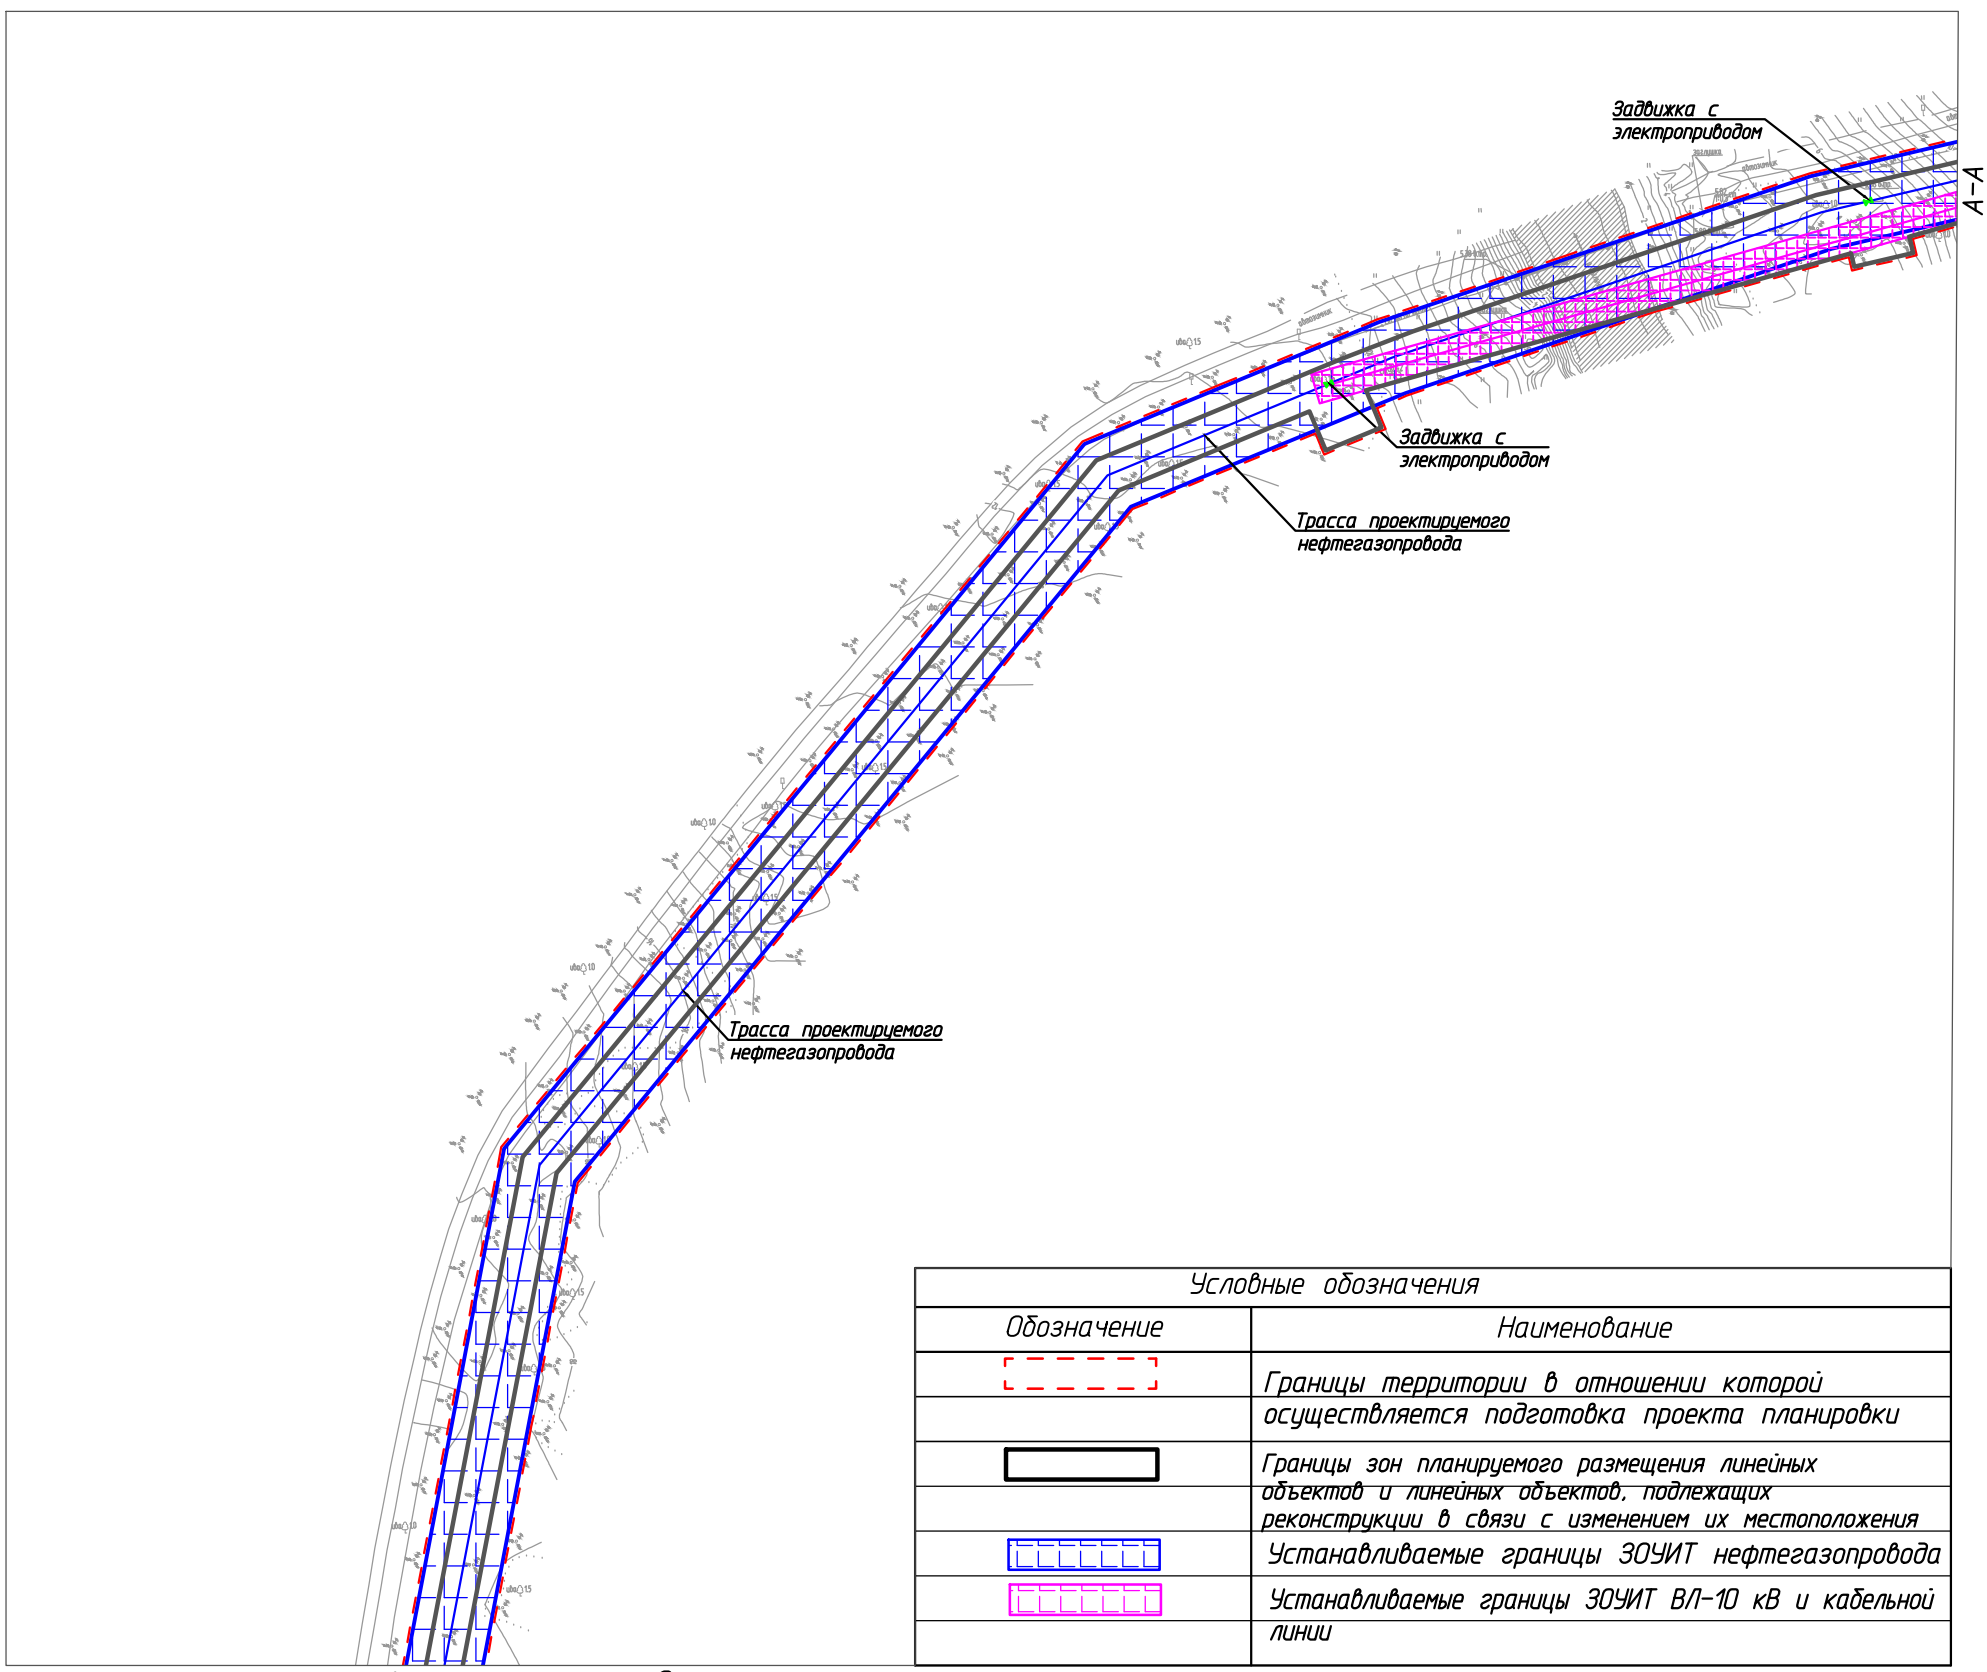 Задвижка с
электроприводом
А-А
Задвижка с
электроприводом
Трасса проектируемого
нефтегазопровода
Трасса проектируемого
нефтегазопровода
Условные обозначения
Обозначение
Наименование
Границы территории в отношении которой
осуществляется подготовка проекта планировки
Границы зон планируемого размещения линейных
объектов и линейных объектов, подлежащих
реконструкции в связи с изменением их местоположения
Устанавливаемые границы ЗОУИТ нефтегазопровода
Устанавливаемые границы ЗОУИТ ВЛ-10 кВ и кабельной
линии